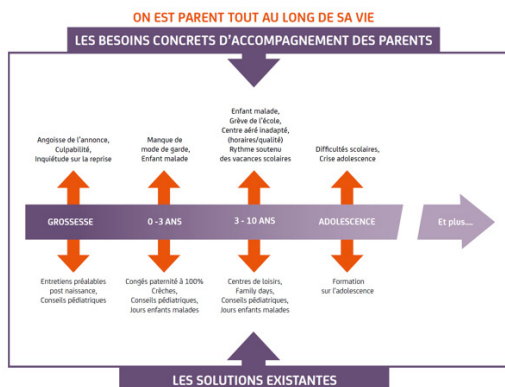 ON EST PARENT TOUT AU LONG DE SA VIE
LES BESOINS CONCRETS D'ACCOMPAGNEMENT DES PARENTS
Angoisse de l'annonce,
Culpabilité,
Inquiétude sur la reprise
Manque de
mode de garde,
Enfant malade
Enfant malade,
Grève de l'école,
Centre aéré inadapté,
(horaires/qualité)
Rythme soutenu
des vacances scolaires
Difficultés scolaires,
Crise adolescence
GROSSESSE
0 -3 ANS
3 - 10 ANS
ADOLESCENCE
Et plus....
Entretiens préalables
post naissance,
Conseils pédiatriques
Congés paternité à 100%
Crèches,
Conseils pédiatriques,
Jours enfants malades
Centres de loisirs,
Family days,
Conseils pédiatriques,
Jours enfants malades
Formation
sur l'adolescence
LES SOLUTIONS EXISTANTES